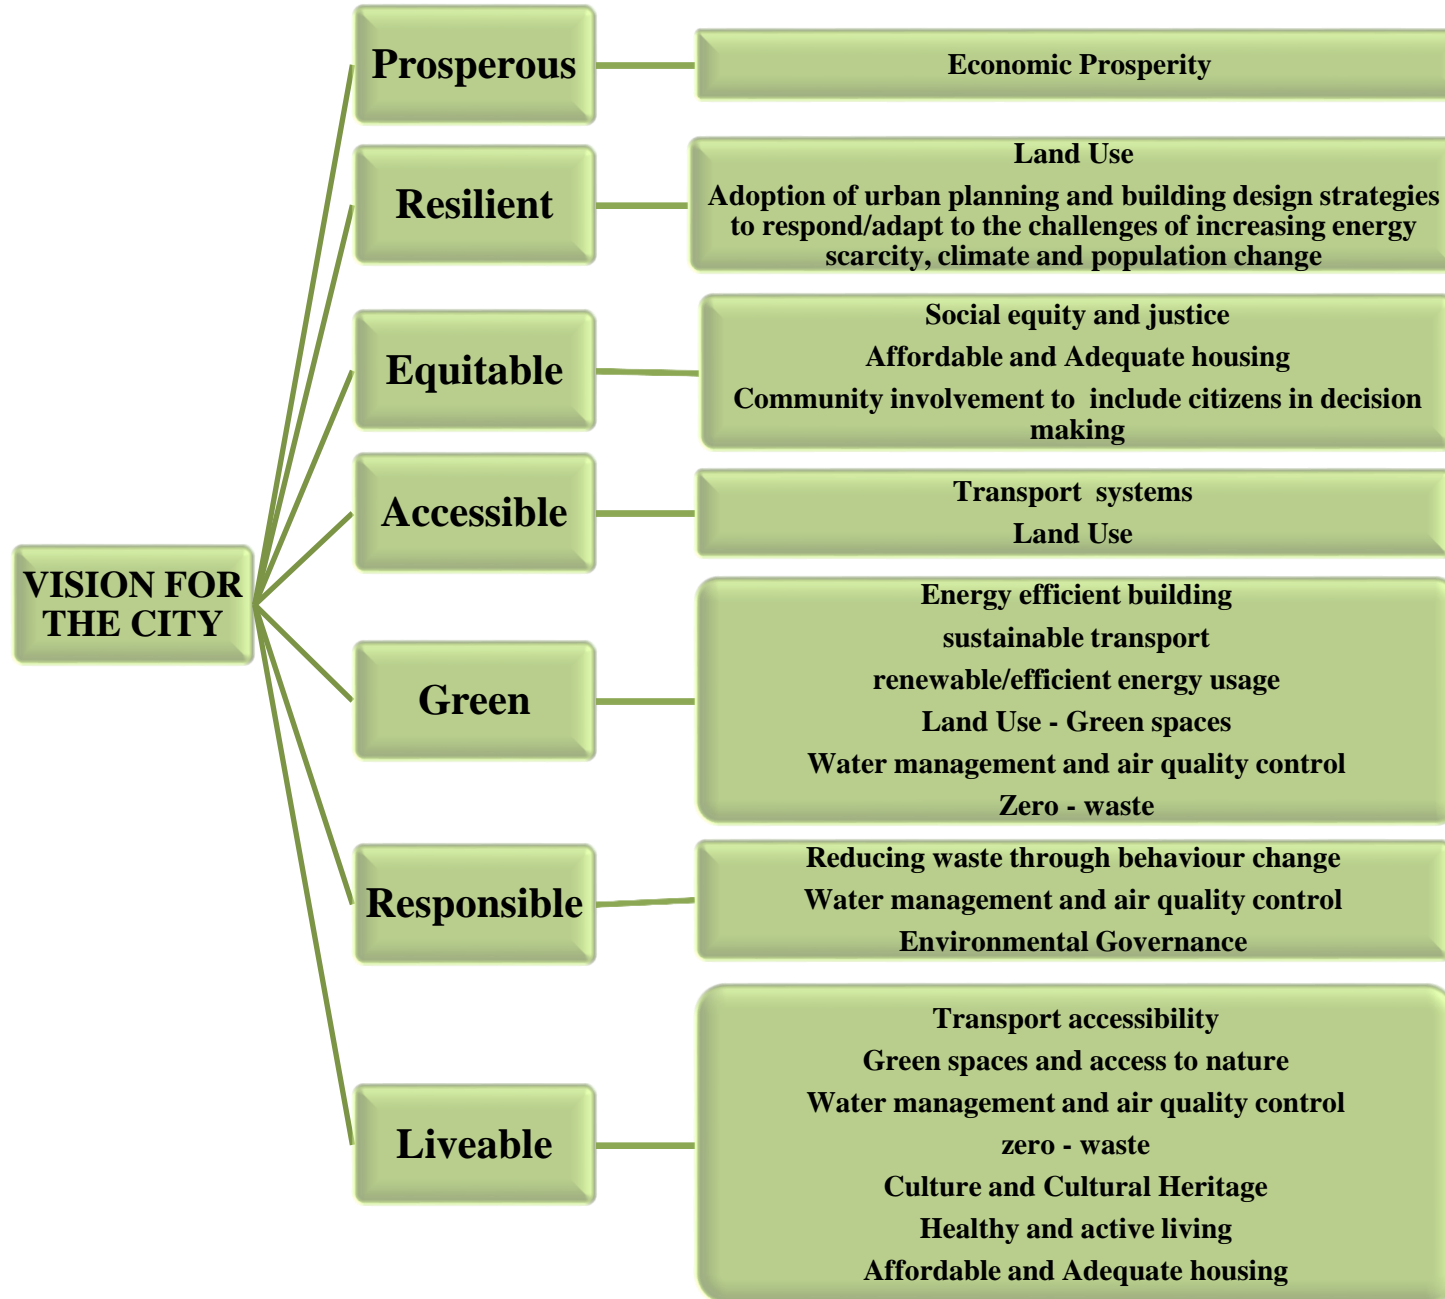 Prosperous
Economic Prosperity
Resilient
Land Use
Adoption of urban planning and building design strategies
to respond/adapt to the challenges of increasing energy
scarcity, climate and population change
Equitable
Social equity and justice
Affordable and Adequate housing
Community involvement to  include citizens in decision
making
Accessible
Transport  systems
Land Use
VISION FOR
THE CITY
Green
Energy efficient building
sustainable transport
renewable/efficient energy usage
Land Use - Green spaces
Water management and air quality control
Zero - waste
Responsible
Reducing waste through behaviour change
Water management and air quality control
Environmental Governance
Liveable
Transport accessibility
Green spaces and access to nature
Water management and air quality control
zero - waste
Culture and Cultural Heritage
Healthy and active living
Affordable and Adequate housing